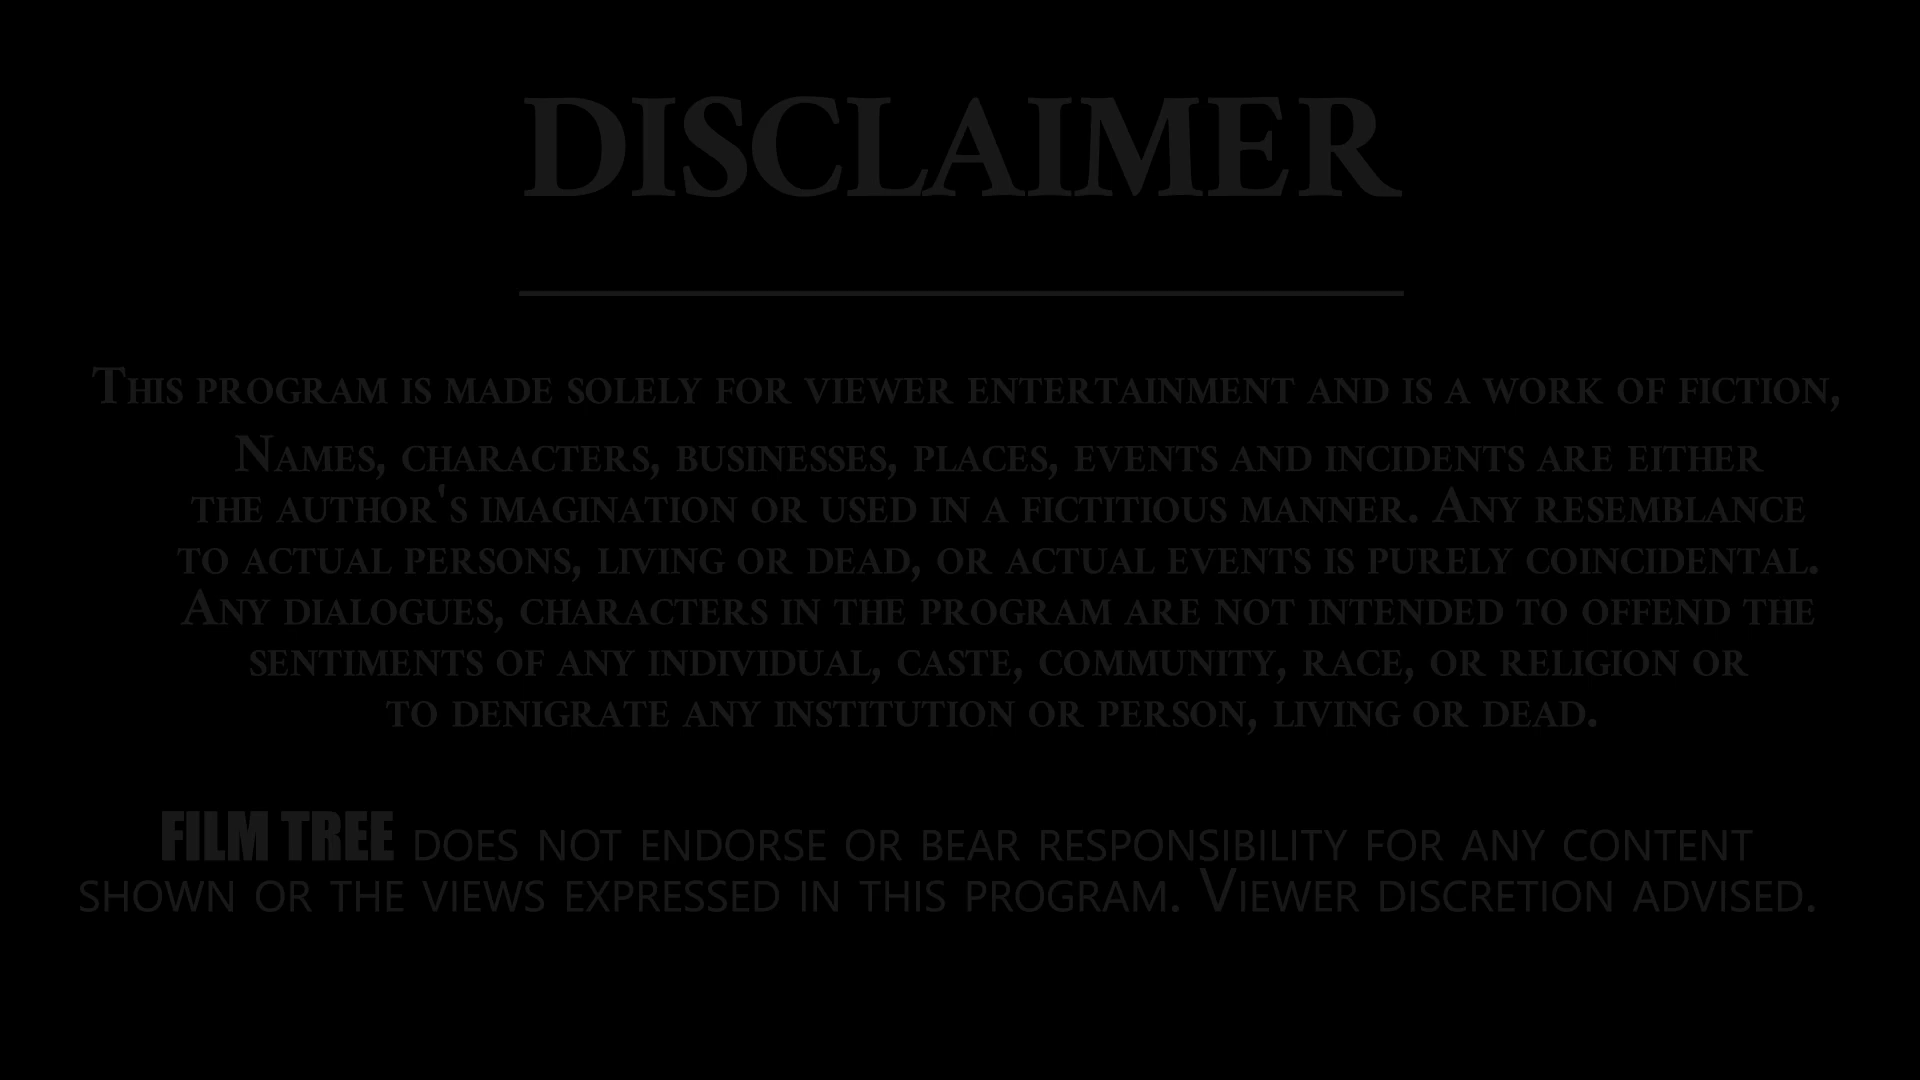 DISCLAIMER
This program is made solely for viewer entertainment and is a work of fiction,
Names, characters, businesses, places, events and incidents are either
the author's imagination or used in a fictitious manner. Any resemblance
to actual persons, living or dead, or actual events is purely coincidental.
Any dialogues, characters in the program are not intended to offend the
sentiments of any individual, caste, community, race, or religion or
to denigrate any institution or person, living or dead.
FILM TREE does not endorse or bear responsibility for any content
shown or the views expressed in this program. Viewer discretion advised.